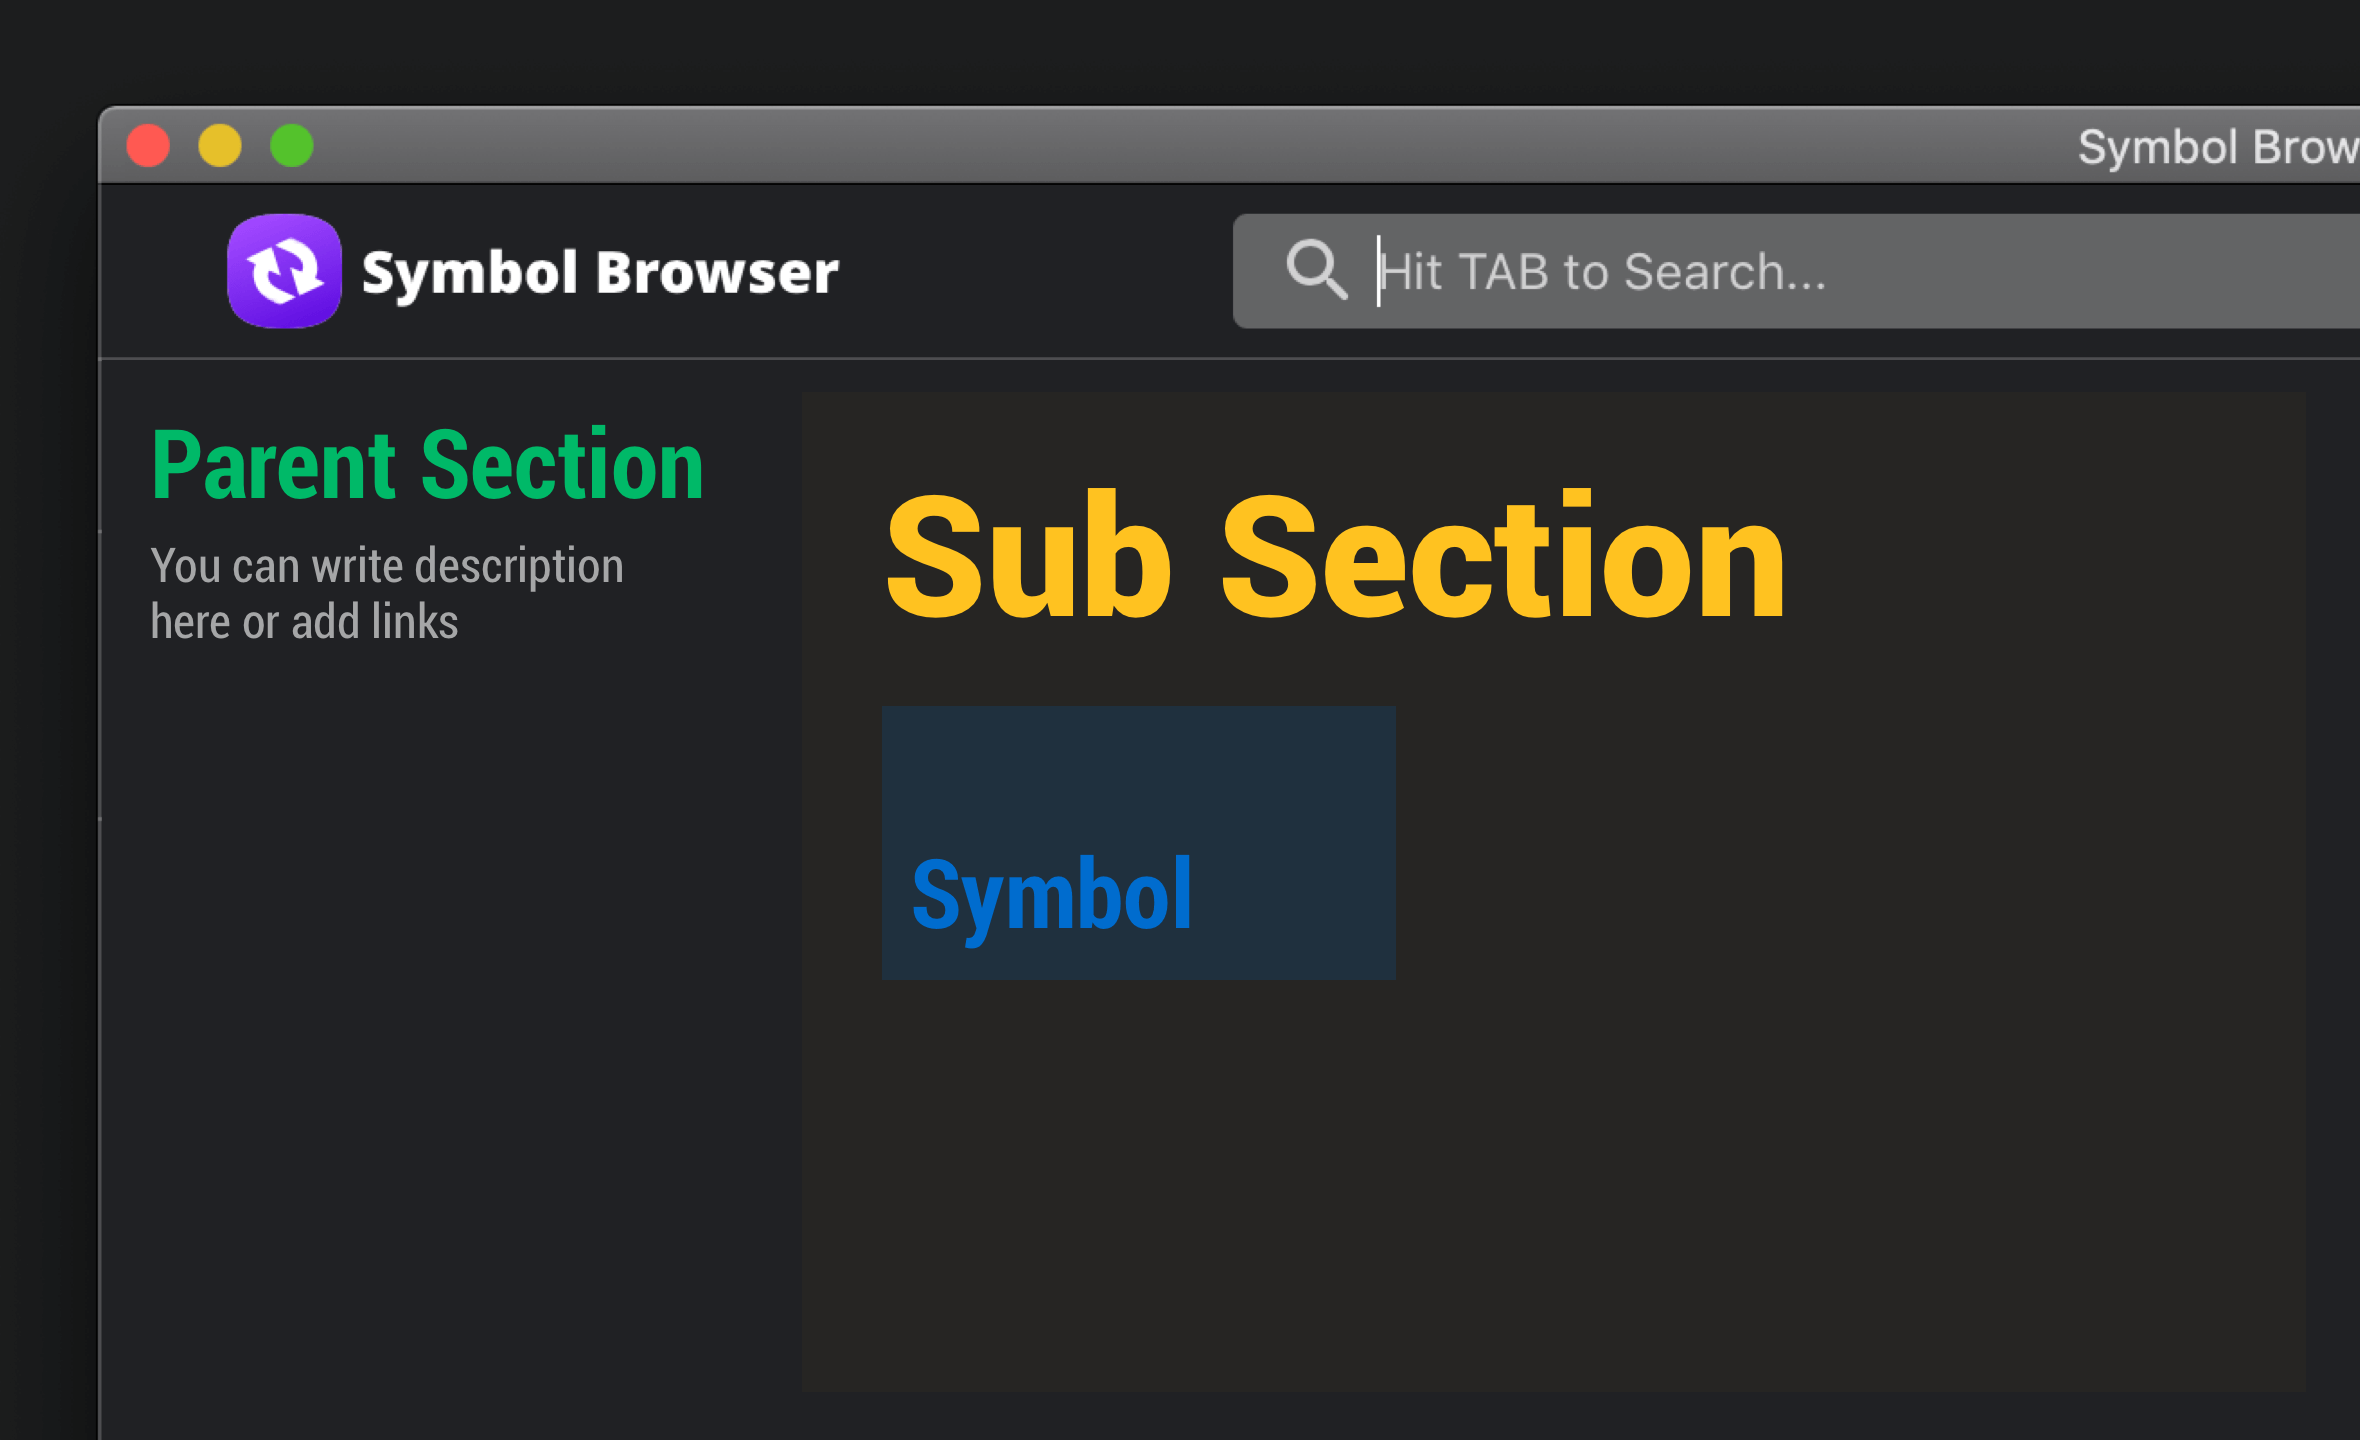 Symbol Brow
Symbol Browser
Hit TAB to Search...
Parent Section
You can write description
here or add links
Sub Section
Symbol